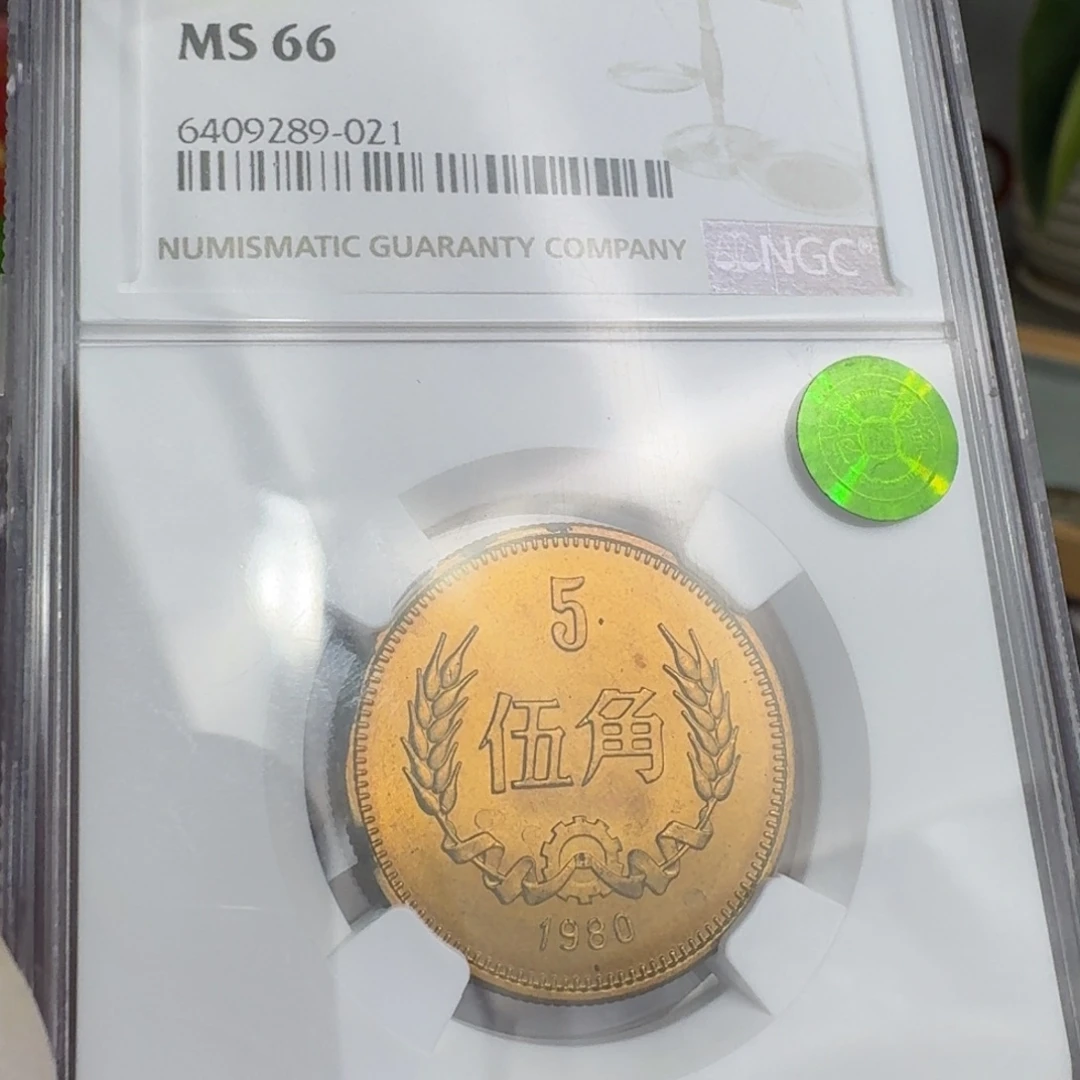 MS 66
6409289-021
NUMISMATIC GUARANTY COMPANY
NGC®
5
伍角
1980